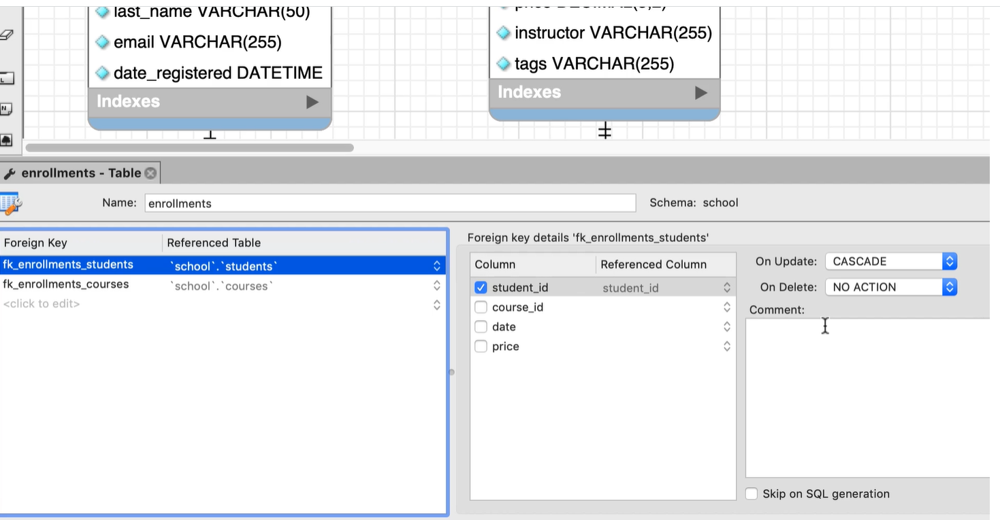 last_name VARCHAR(50)
email VARCHAR(255)
date_registered DATETIME
Indexes
instructor VARCHAR(255)
tags VARCHAR(255)
Indexes
enrollments - Table
Name: enrollments
Schema: school
Foreign Key Referenced Table
fk_enrollments_students `school`.`students`
fk_enrollments_courses `school`.`courses`
<click to edit>
Foreign key details 'fk_enrollments_students'
Column Referenced Column
student_id student_id
course_id
date
price
On Update: CASCADE
On Delete: NO ACTION
Comment:
Skip on SQL generation